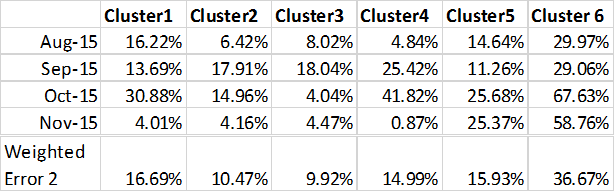 Cluster1 Cluster2 Cluster3 Cluster4 Cluster5 Cluster 6
Aug-15 16.22% 6.42% 8.02% 4.84% 14.64% 29.97%
Sep-15 13.69% 17.91% 18.04% 25.42% 11.26% 29.06%
Oct-15 30.88% 14.96% 4.04% 41.82% 25.68% 67.63%
Nov-15 4.01% 4.16% 4.47% 0.87% 25.37% 58.76%
Weighted
Error 2 16.69% 10.47% 9.92% 14.99% 15.93% 36.67%